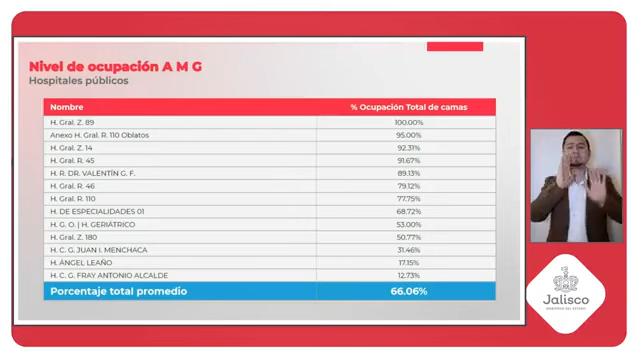 Nivel de ocupación A M G
Hospitales públicos
Nombre % Ocupación Total de camas
H. Gral. Z. 89 100.00%
Anexo H. Gral. R. 110 Oblatos 95.00%
H. Gral. Z. 14 92.31%
H. Gral. R. 45 91.67%
H. R. DR. VALENTÍN G. F. 89.13%
H. Gral. R. 46 79.12%
H. Gral. R. 110 77.75%
H. DE ESPECIALIDADES 01 68.72%
H. G. O. | H. GERIÁTRICO 53.00%
H. Gral. Z. 180 50.77%
H. C. G. JUAN I. MENCHACA 31.46%
H. ÁNGEL LEAÑO 17.15%
H. C. G. FRAY ANTONIO ALCALDE 12.73%
Porcentaje total promedio 66.06%
Jalisco
GOBIERNO DEL ESTADO